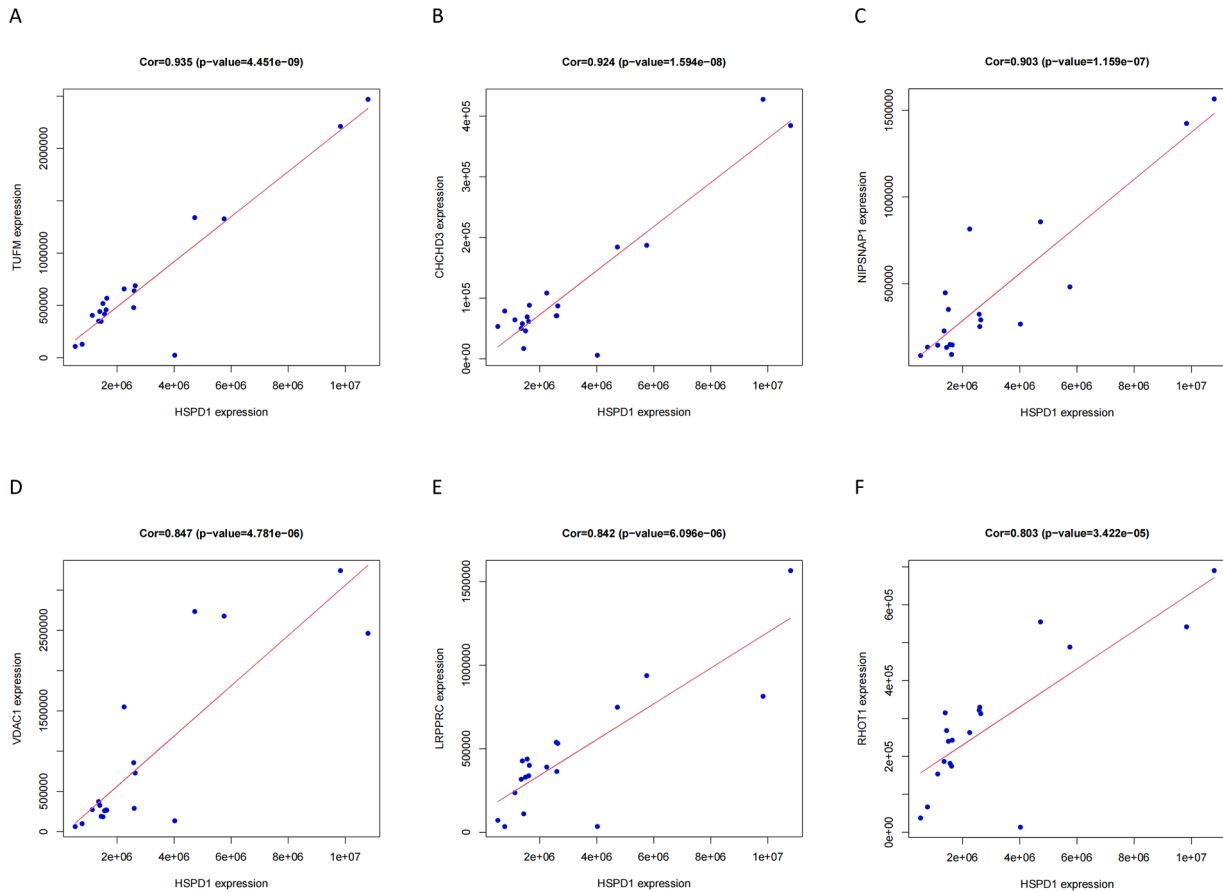 A
Cor=0.935 (p-value=4.451e-09)
TUFM expression
2000000
1000000
500000
0
2e+06 4e+06 6e+06 8e+06 1e+07
HSPD1 expression
B
Cor=0.924 (p-value=1.594e-08)
CHCHD3 expression
4e+05
3e+05
2e+05
1e+05
0e+00
2e+06 4e+06 6e+06 8e+06 1e+07
HSPD1 expression
C
Cor=0.903 (p-value=1.159e-07)
NIPSNAP1 expression
1500000
1000000
500000
2e+06 4e+06 6e+06 8e+06 1e+07
HSPD1 expression
D
Cor=0.847 (p-value=4.781e-06)
VDAC1 expression
2500000
1500000
500000
0
2e+06 4e+06 6e+06 8e+06 1e+07
HSPD1 expression
E
Cor=0.842 (p-value=6.096e-06)
LRPPRC expression
1500000
1000000
500000
0
2e+06 4e+06 6e+06 8e+06 1e+07
HSPD1 expression
F
Cor=0.803 (p-value=3.422e-05)
RHOT1 expression
6e+05
4e+05
2e+05
0e+00
2e+06 4e+06 6e+06 8e+06 1e+07
HSPD1 expression